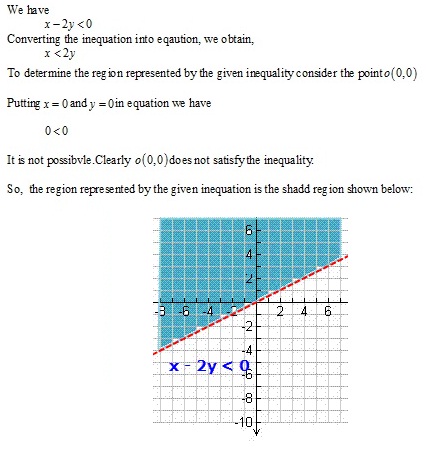 We have
x-2y<0
Converting the inequation into eqaution, we obtain,
x<2y
To determine the region represented by the given inequality consider the point o(0,0)
Putting x = 0 and y = 0 in equation we have
0<0
It is not possibvle.Clearly o(0,0) does not satisfy the inequality.
So, the region represented by the given inequation is the shadd region shown below:
6
4
2
-8 -6 -4 -2 2 4 6
-2
-4
x - 2y < 0
-6
-8
-10